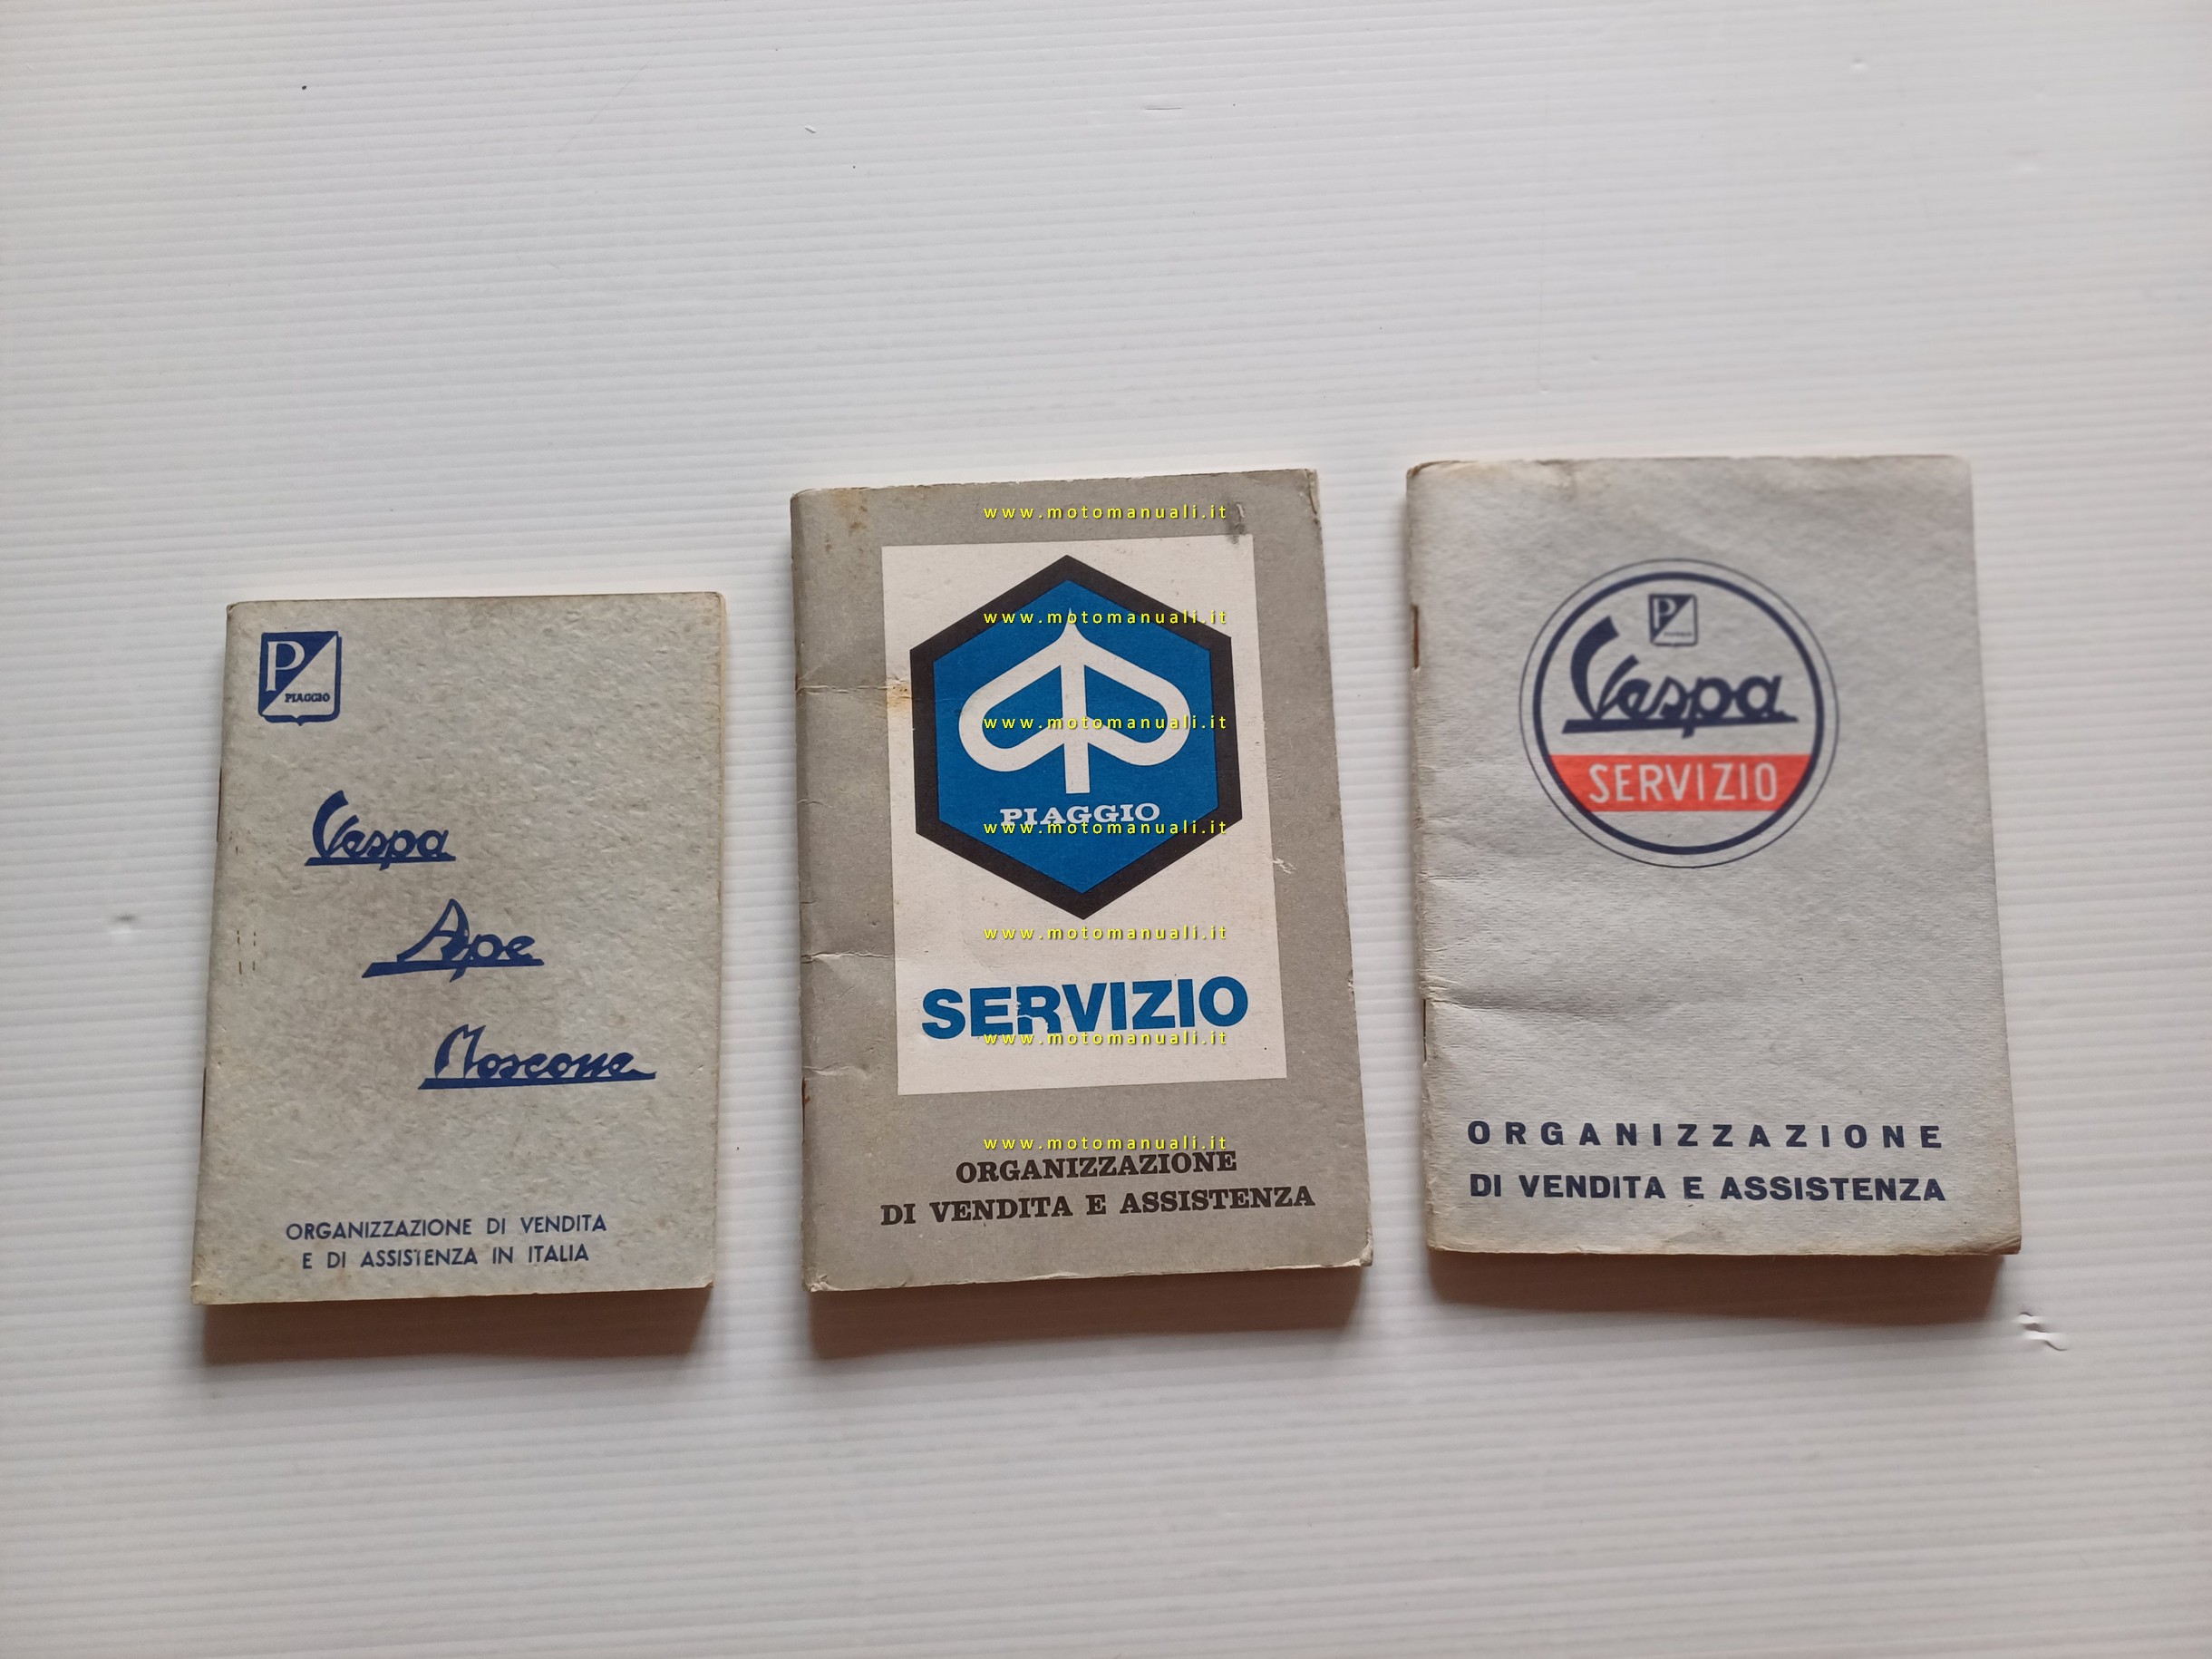 P
PIAGGIO
Vespa
Ape
Moscone
ORGANIZZAZIONE DI VENDITA
E DI ASSISTENZA IN ITALIA
www.motomanuali.it
www.motomanuali.it
www.motomanuali.it
PIAGGIO
www.motomanuali.it
www.motomanuali.it
SERVIZIO
www.motomanuali.it
www.motomanuali.it
ORGANIZZAZIONE
DI VENDITA E ASSISTENZA
P
Vespa
SERVIZIO
ORGANIZZAZIONE
DI VENDITA E ASSISTENZA